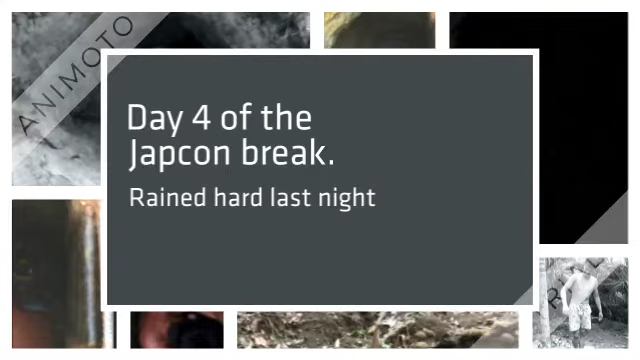 ANIMOTO
Day 4 of the
Japcon break.
Rained hard last night